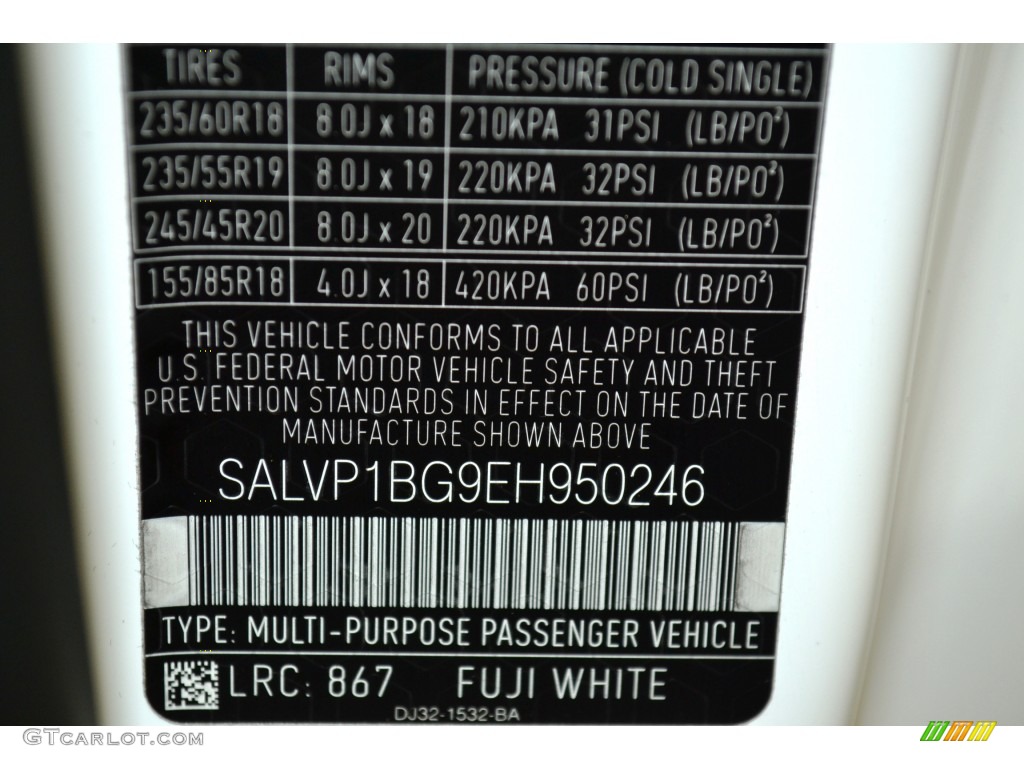 TIRES RIMS PRESSURE (COLD SINGLE)
235/60R18 8.0J x 18 210KPA 31PSI (LB/PO²)
235/55R19 8.0J x 19 220KPA 32PSI (LB/PO²)
245/45R20 8.0J x 20 220KPA 32PSI (LB/PO²)
155/85R18 4.0J x 18 420KPA 60PSI (LB/PO²)
THIS VEHICLE CONFORMS TO ALL APPLICABLE
U.S. FEDERAL MOTOR VEHICLE SAFETY AND THEFT
PREVENTION STANDARDS IN EFFECT ON THE DATE OF
MANUFACTURE SHOWN ABOVE
SALVP1BG9EH950246
TYPE: MULTI-PURPOSE PASSENGER VEHICLE
LRC: 867 FUJI WHITE
DJ32-1532-BA
GTCARLOT.COM